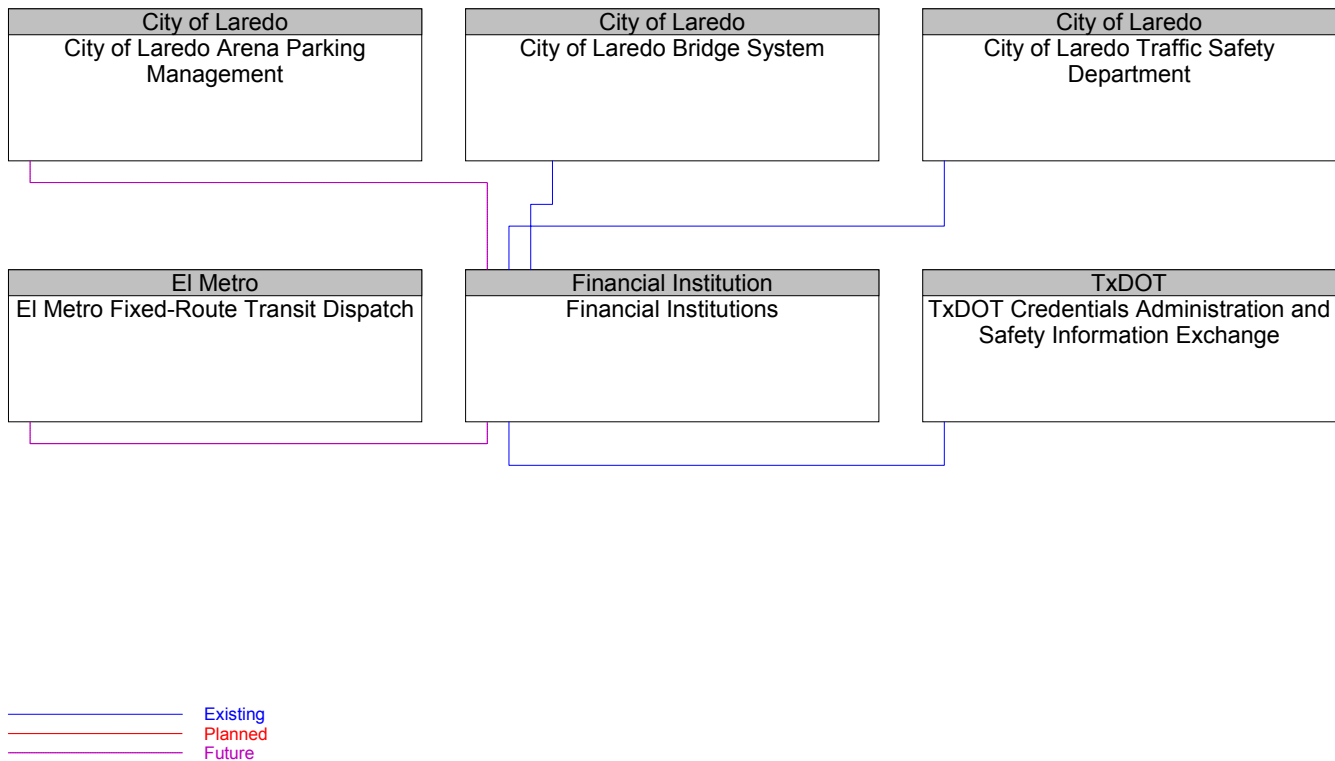 City of Laredo
City of Laredo Arena Parking
Management
City of Laredo
City of Laredo Bridge System
City of Laredo
City of Laredo Traffic Safety
Department
El Metro
El Metro Fixed-Route Transit Dispatch
Financial Institution
Financial Institutions
TxDOT
TxDOT Credentials Administration and
Safety Information Exchange
Existing
Planned
Future